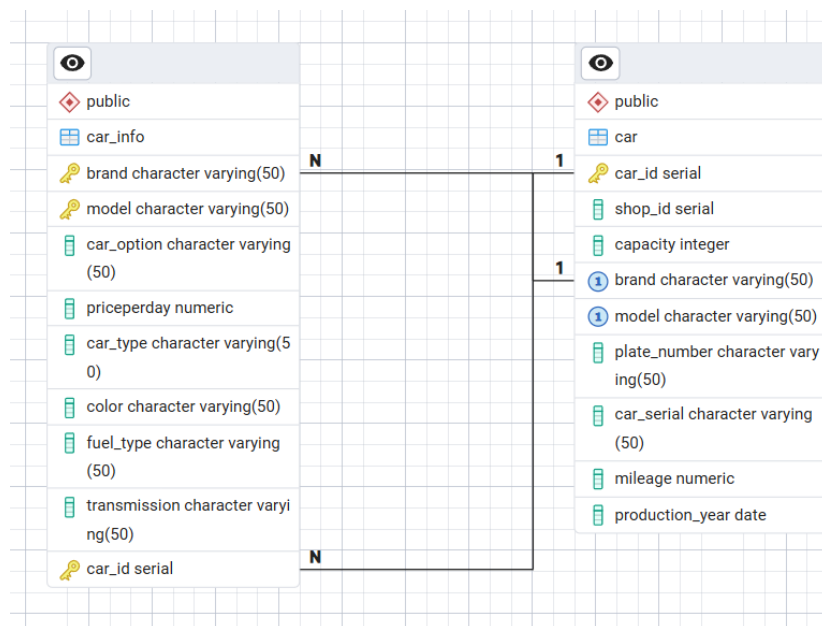 public
car_info
brand character varying(50)
model character varying(50)
car_option character varying
(50)
priceperday numeric
car_type character varying(5
0)
color character varying(50)
fuel_type character varying
(50)
transmission character varyi
ng(50)
car_id serial
N
N
1
1
public
car
car_id serial
shop_id serial
capacity integer
1 brand character varying(50)
1 model character varying(50)
plate_number character vary
ing(50)
car_serial character varying
(50)
mileage numeric
production_year date